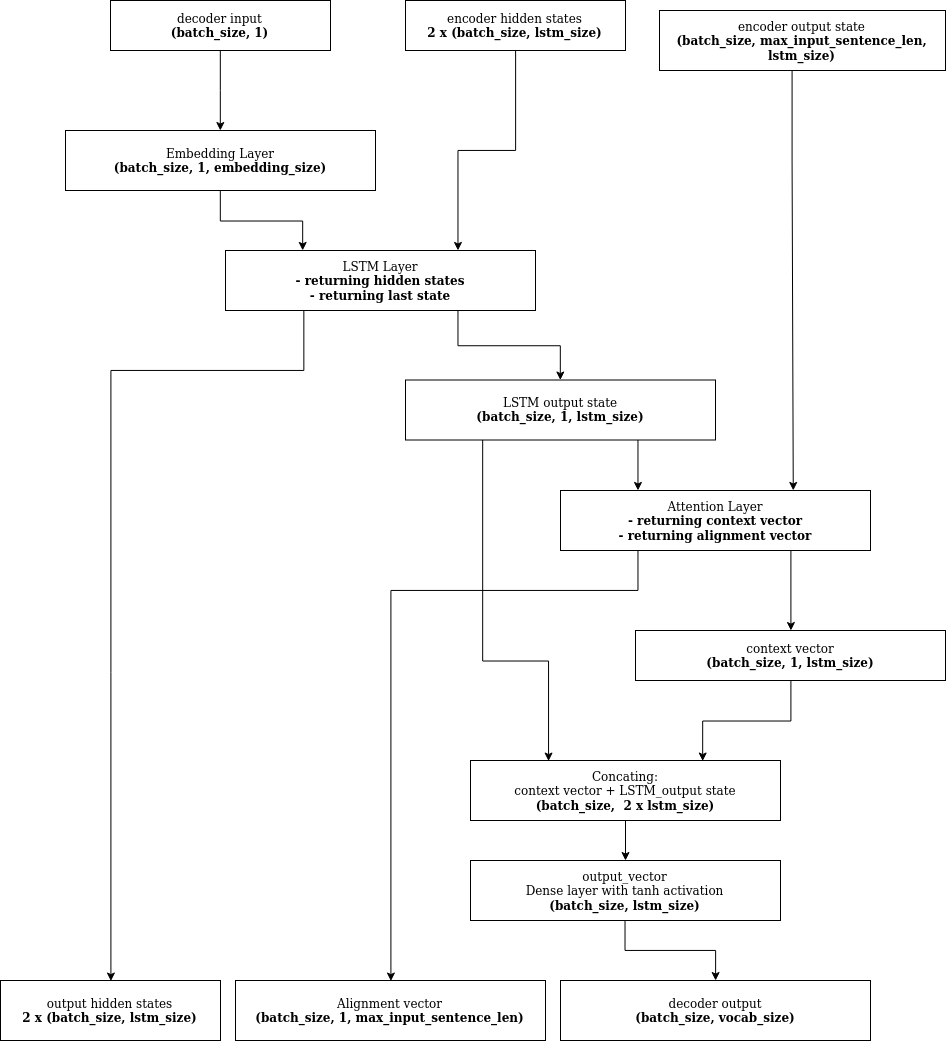 decoder input
(batch_size, 1)
encoder hidden states
2 x (batch_size, lstm_size)
encoder output state
(batch_size, max_input_sentence_len,
lstm_size)
Embedding Layer
(batch_size, 1, embedding_size)
LSTM Layer
- returning hidden states
- returning last state
LSTM output state
(batch_size, 1, lstm_size)
Attention Layer
- returning context vector
- returning alignment vector
context vector
(batch_size, 1, lstm_size)
Concating:
context vector + LSTM_output state
(batch_size,  2 x lstm_size)
output_vector
Dense layer with tanh activation
(batch_size, lstm_size)
output hidden states
2 x (batch_size, lstm_size)
Alignment vector
(batch_size, 1, max_input_sentence_len)
decoder output
(batch_size, vocab_size)